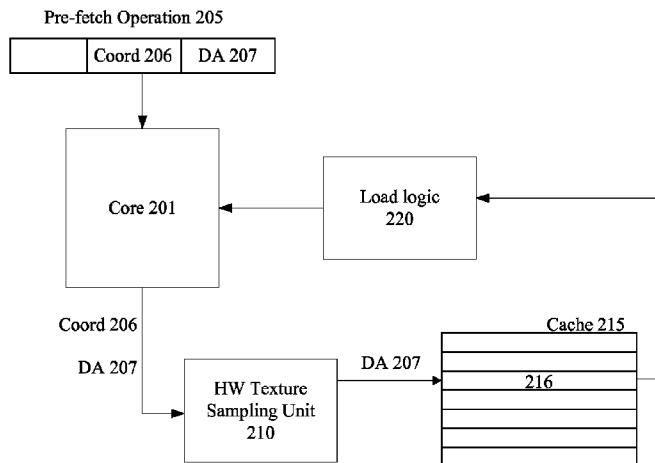 Pre-fetch Operation 205
Coord 206
DA 207
Core 201
Load logic
220
Coord 206
DA 207
HW Texture
Sampling Unit
210
DA 207
Cache 215
216